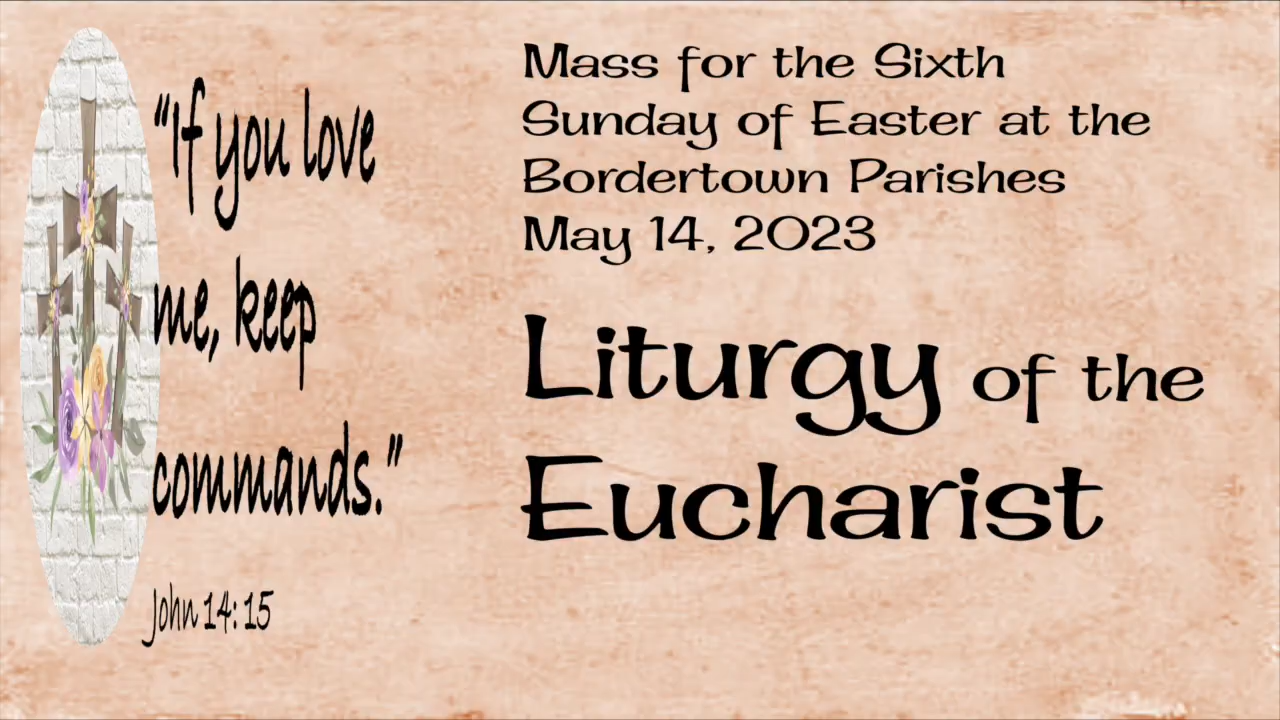 “If you love
me, keep
commands.”
John 14:15
Mass for the Sixth
Sunday of Easter at the
Bordertown Parishes
May 14, 2023
Liturgy of the
Eucharist